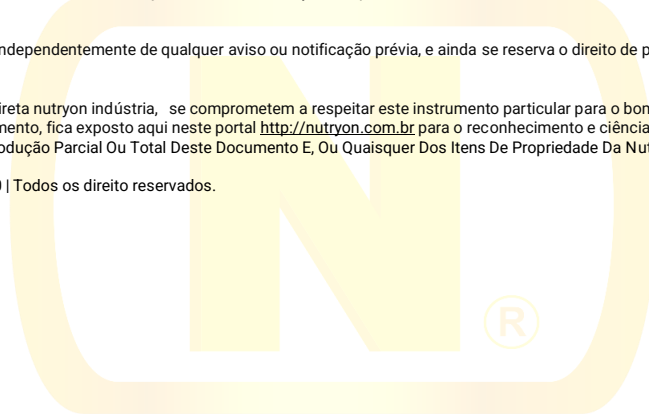 ndependentemente de qualquer aviso ou notificação prévia, e ainda se reserva o direito de p
ireta nutryon indústria, se comprometem a respeitar este instrumento particular para o bon
mento, fica exposto aqui neste portal http://nutryon.com.br para o reconhecimento e ciência
odução Parcial Ou Total Deste Documento E, Ou Quaisquer Dos Itens De Propriedade Da Nut
| Todos os direito reservados.
N
®